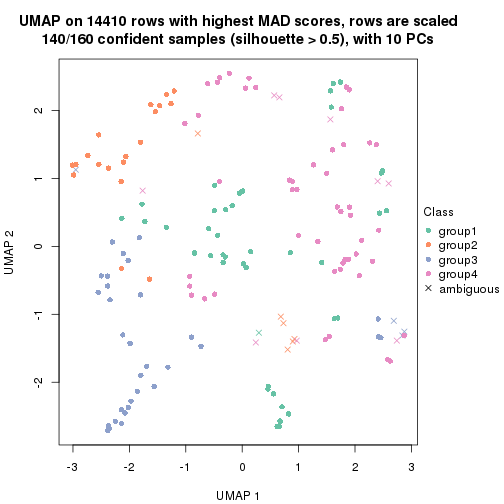 UMAP on 14410 rows with highest MAD scores, rows are scaled
140/160 confident samples (silhouette > 0.5), with 10 PCs
2
1
0
-1
-2
UMAP 2
-3 -2 -1 0 1 2 3
UMAP 1
Class
group1
group2
group3
group4
ambiguous